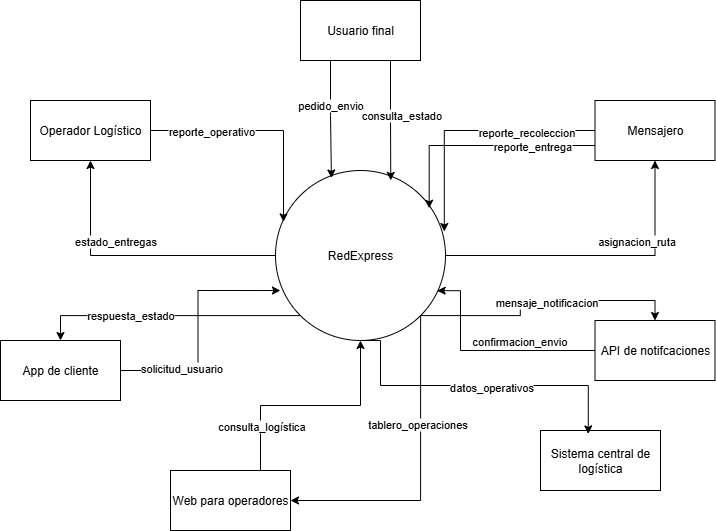 Usuario final
pedido_envio
consulta_estado
Operador Logístico
reporte_operativo
reporte_recoleccion
reporte_entrega
Mensajero
estado_entregas
RedExpress
asignacion_ruta
mensaje_notificacion
respuesta_estado
confirmacion_envio
API de notifcaciones
App de cliente
solicitud_usuario
datos_operativos
consulta_logística
tablero_operaciones
Sistema central de
logística
Web para operadores